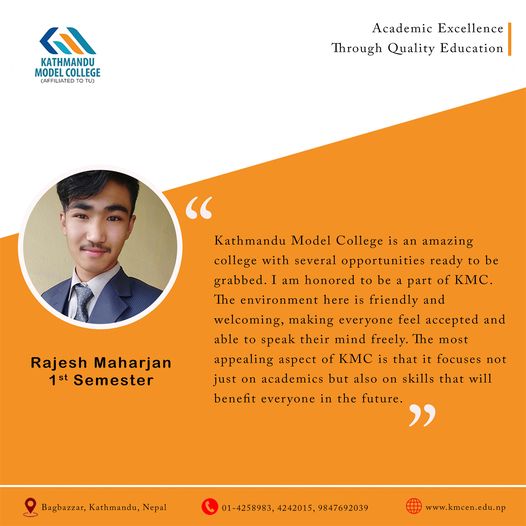 KATHMANDU
MODEL COLLEGE
(AFFILIATED TO TU)
Academic Excellence
Through Quality Education
“
Kathmandu Model College is an amazing
college with several opportunities ready to be
grabbed. I am honored to be a part of KMC.
The environment here is friendly and
welcoming, making everyone feel accepted and
able to speak their mind freely. The most
appealing aspect of KMC is that it focuses not
just on academics but also on skills that will
benefit everyone in the future.
”
Rajesh Maharjan
1st Semester
Bagbazzar, Kathmandu, Nepal
01-4258983, 4242015, 9847692039
www.kmcen.edu.np